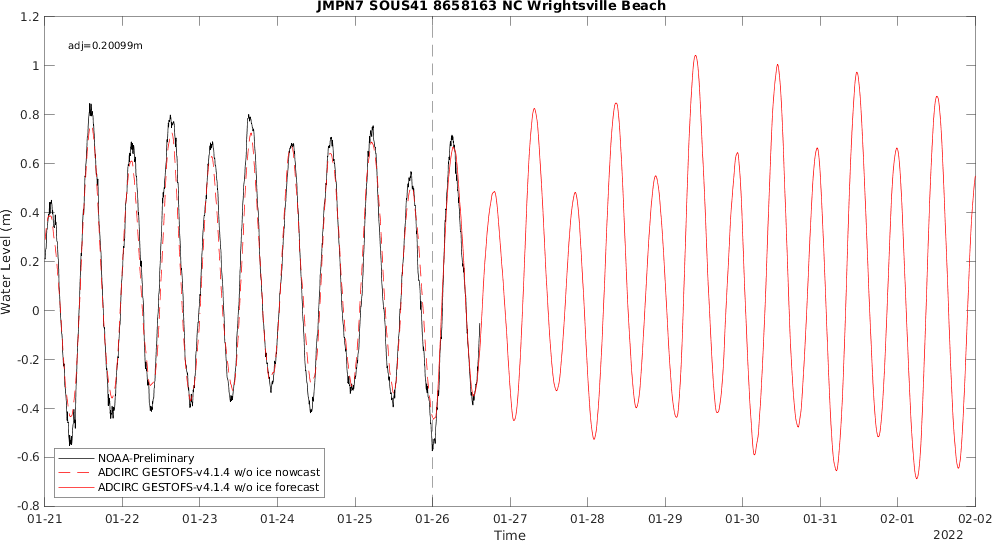 JMPN7 SOUS41 8658163 NC Wrightsville Beach
adj=0.20099m
Water Level (m)
1.2
1
0.8
0.6
0.4
0.2
0
-0.2
-0.4
-0.6
-0.8
NOAA-Preliminary
ADCIRC GESTOFS-v4.1.4 w/o ice nowcast
ADCIRC GESTOFS-v4.1.4 w/o ice forecast
01-21 01-22 01-23 01-24 01-25 01-26 01-27 01-28 01-29 01-30 01-31 02-01 02-02
Time
2022